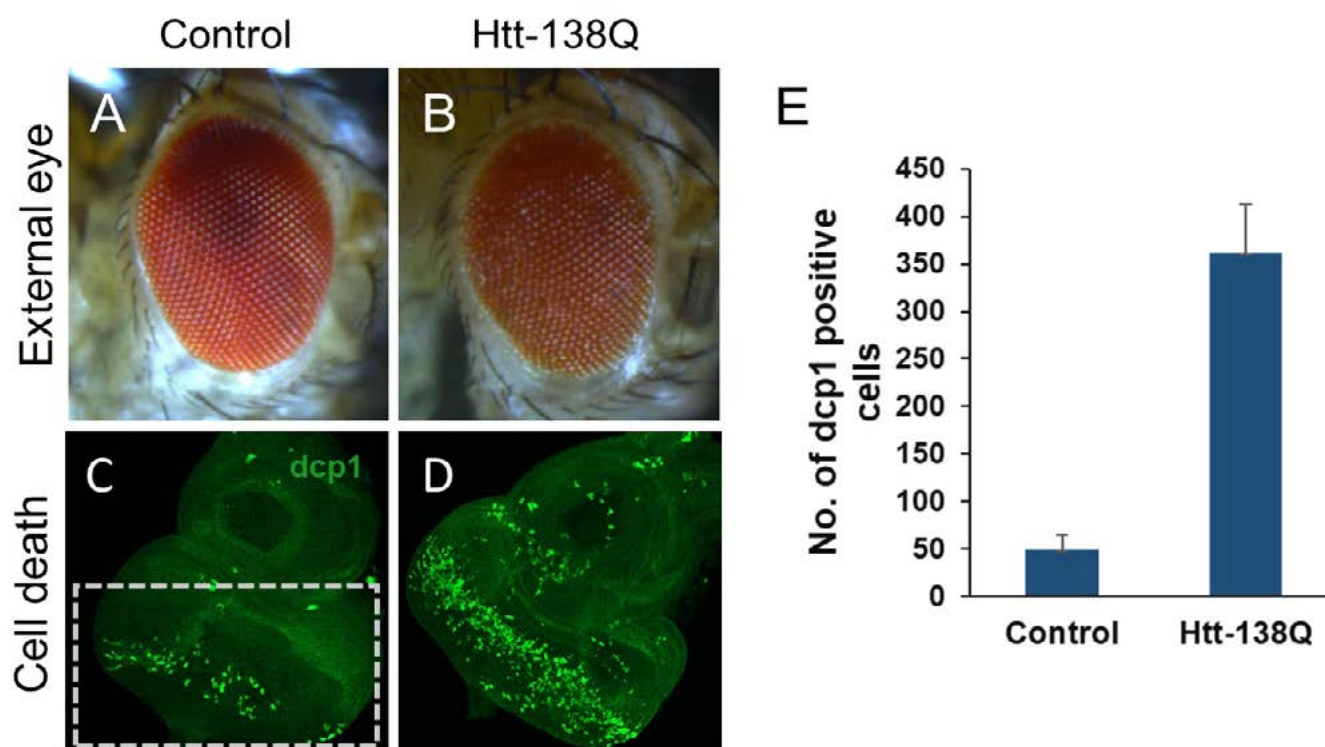 Control
Htt-138Q
External eye
A
B
Cell death
C
dcp1
D
E
No. of dcp1 positive
cells
450
400
350
300
250
200
150
100
50
0
Control
Htt-138Q